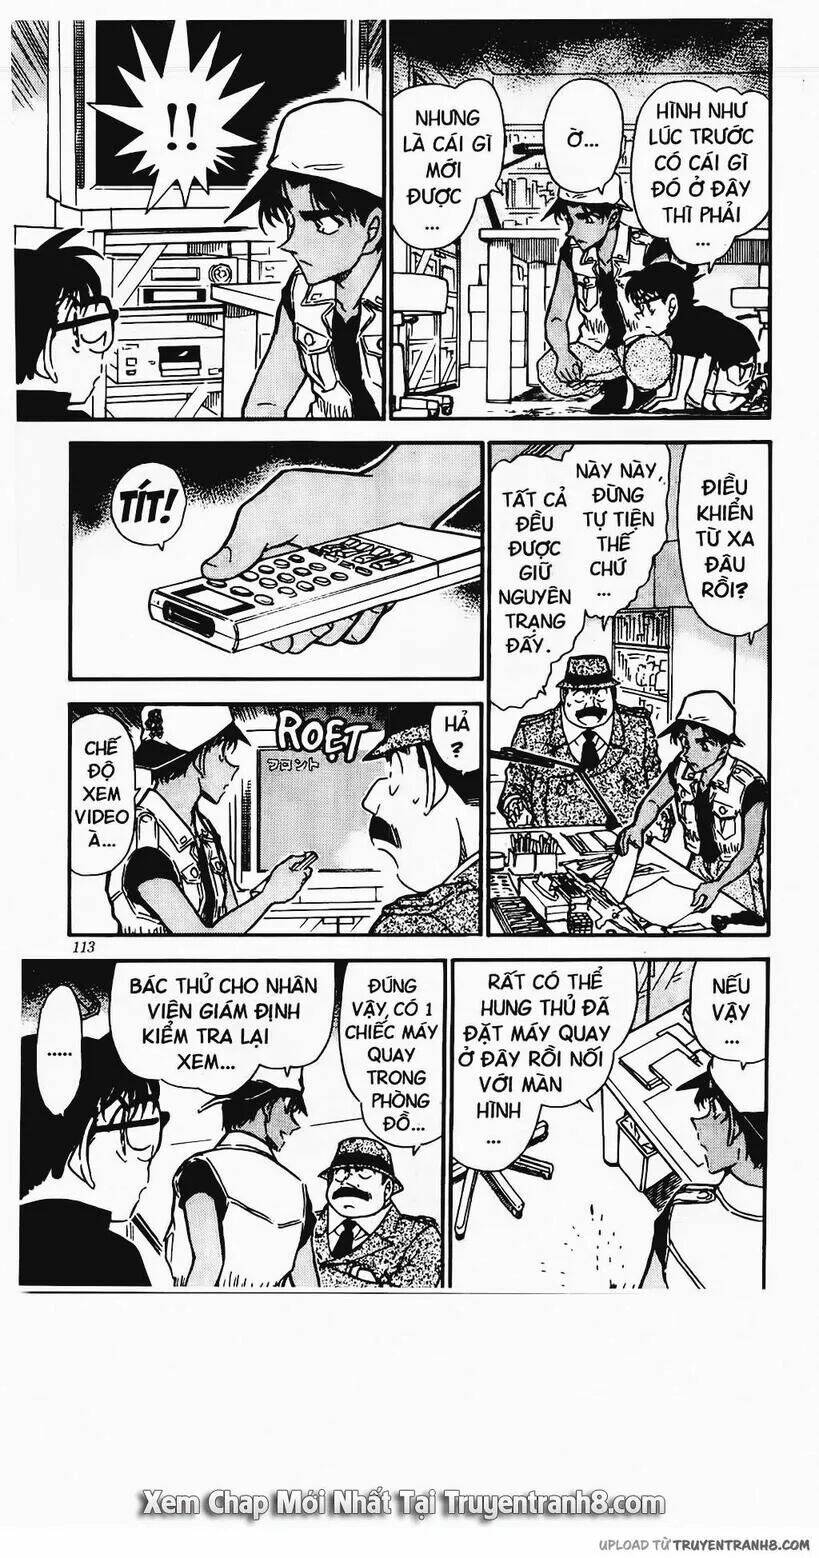 HÌNH NHƯ
LÚC TRƯỚC
CÓ CÁI GÌ
ĐÓ Ở ĐÂY
THÌ PHẢI
...
Ờ...
NHƯNG
LÀ CÁI GÌ
MỚI
ĐƯỢC
...
!!
ĐIỀU
KHIỂN
TỪ XA
ĐÂU
RỒI?
NÀY NÀY,
ĐỪNG
TỰ TIỆN
THẾ
CHỨ
...
TẤT CẢ
ĐỀU
ĐƯỢC
GIỮ
NGUYÊN
TRẠNG
ĐẤY.
TÍT!
HẢ
?
ROẸT
フロント
CHẾ
ĐỘ
XEM
VIDEO
À...
113
NẾU
VẬY
...
RẤT CÓ THỂ
HUNG THỦ ĐÃ
ĐẶT MÁY QUAY
Ở ĐÂY RỒI NỐI
VỚI MÀN
HÌNH
...
ĐÚNG
VẬY, CÓ 1
CHIẾC MÁY
QUAY
TRONG
PHÒNG
ĐỒ...
BÁC THỬ CHO NHÂN
VIÊN GIÁM ĐỊNH
KIỂM TRA LẠI
XEM...
......
Xem Chap Mới Nhất Tại Truyentranh8.com
UPLOAD TỪ TRUYENTRANH8.COM